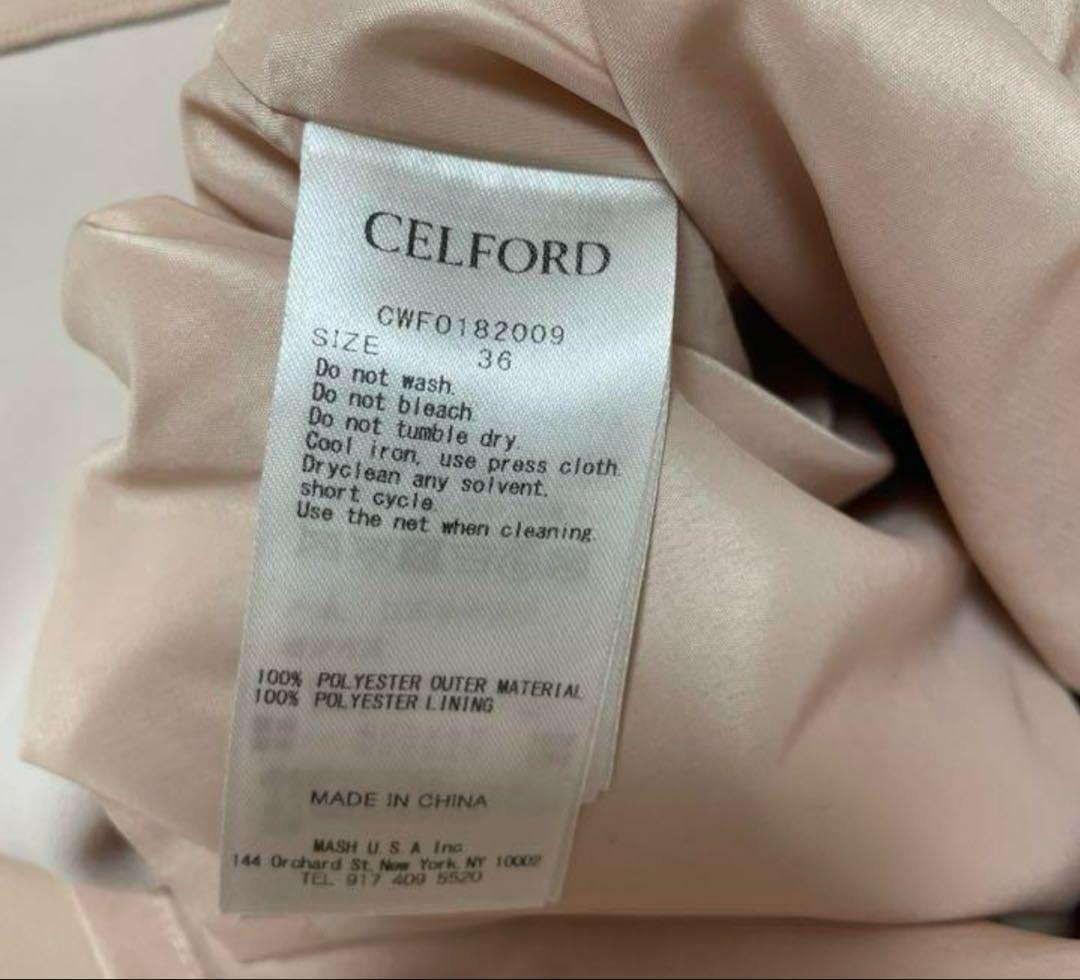 CELFORD
CWFO182009
SIZE 36
Do not wash.
Do not bleach
Do not tumble dry.
Cool iron, use press cloth.
Dryclean any solvent.
short cycle.
Use the net when cleaning.
100% POLYESTER OUTER MATERIAL
100% POLYESTER LINING
MADE IN CHINA
MASH U.S.A Inc.
144 Orchard St, New York, NY 10002
TEL 917 409 5520